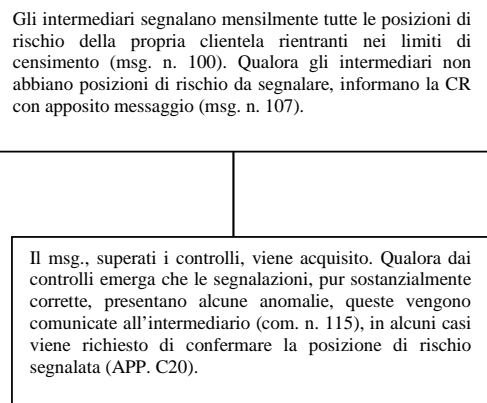 Gli intermediari segnalano mensilmente tutte le posizioni di
rischio della propria clientela rientranti nei limiti di
censimento (msg. n. 100). Qualora gli intermediari non
abbiano posizioni di rischio da segnalare, informano la CR
con apposito messaggio (msg. n. 107).
Il msg., superati i controlli, viene acquisito. Qualora dai
controlli emerga che le segnalazioni, pur sostanzialmente
corrette, presentano alcune anomalie, queste vengono
comunicate all'intermediario (com. n. 115), in alcuni casi
viene richiesto di confermare la posizione di rischio
segnalata (APP. C20).